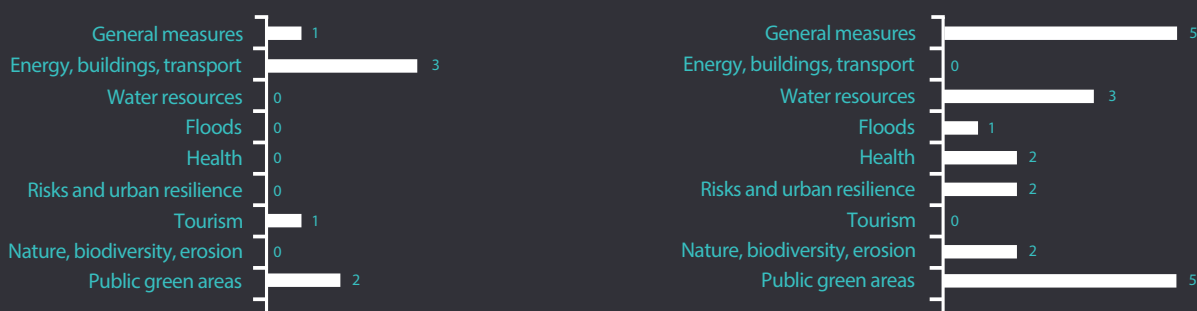 General measures 1
Energy, buildings, transport 3
Water resources 0
Floods 0
Health 0
Risks and urban resilience 0
Tourism 1
Nature, biodiversity, erosion 0
Public green areas 2
General measures 5
Energy, buildings, transport 0
Water resources 3
Floods 1
Health 2
Risks and urban resilience 2
Tourism 0
Nature, biodiversity, erosion 2
Public green areas 5